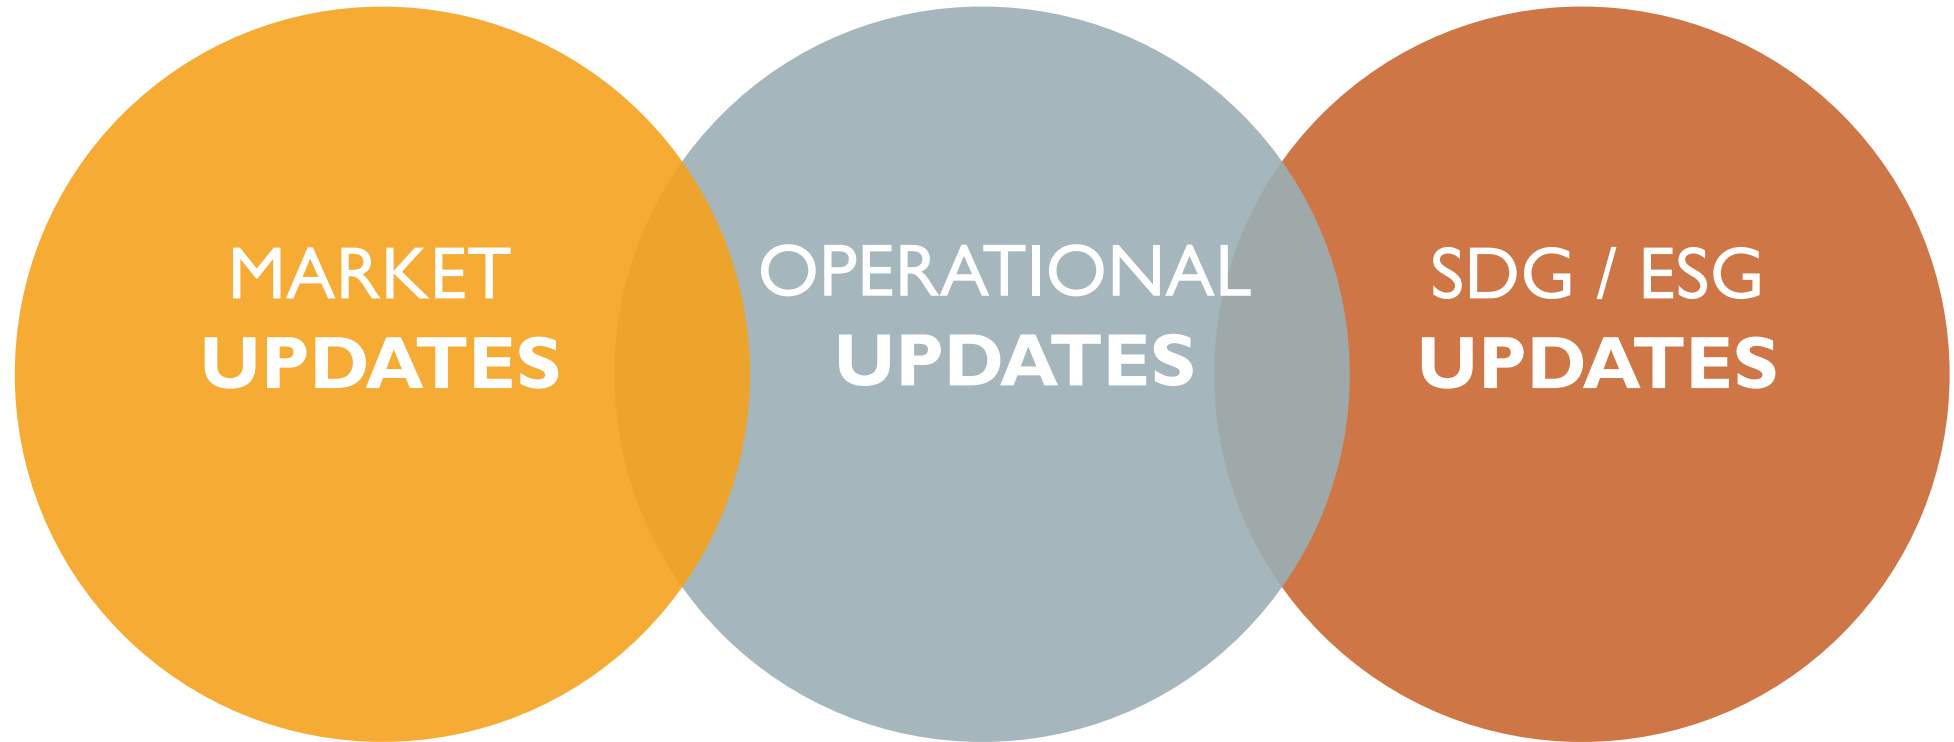 MARKET
UPDATES
OPERATIONAL
UPDATES
SDG / ESG
UPDATES